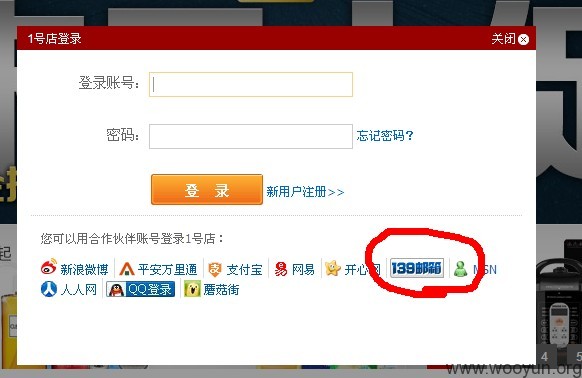 1号店登录 关闭
登录账号：
密码： 忘记密码?
登 录 新用户注册>>
您可以用合作伙伴账号登录1号店：
新浪微博 平安万里通 支付宝 网易 开心网 139邮箱 MSN
人人网 QQ登录 蘑菇街
起
4 5
www.wooyun.org